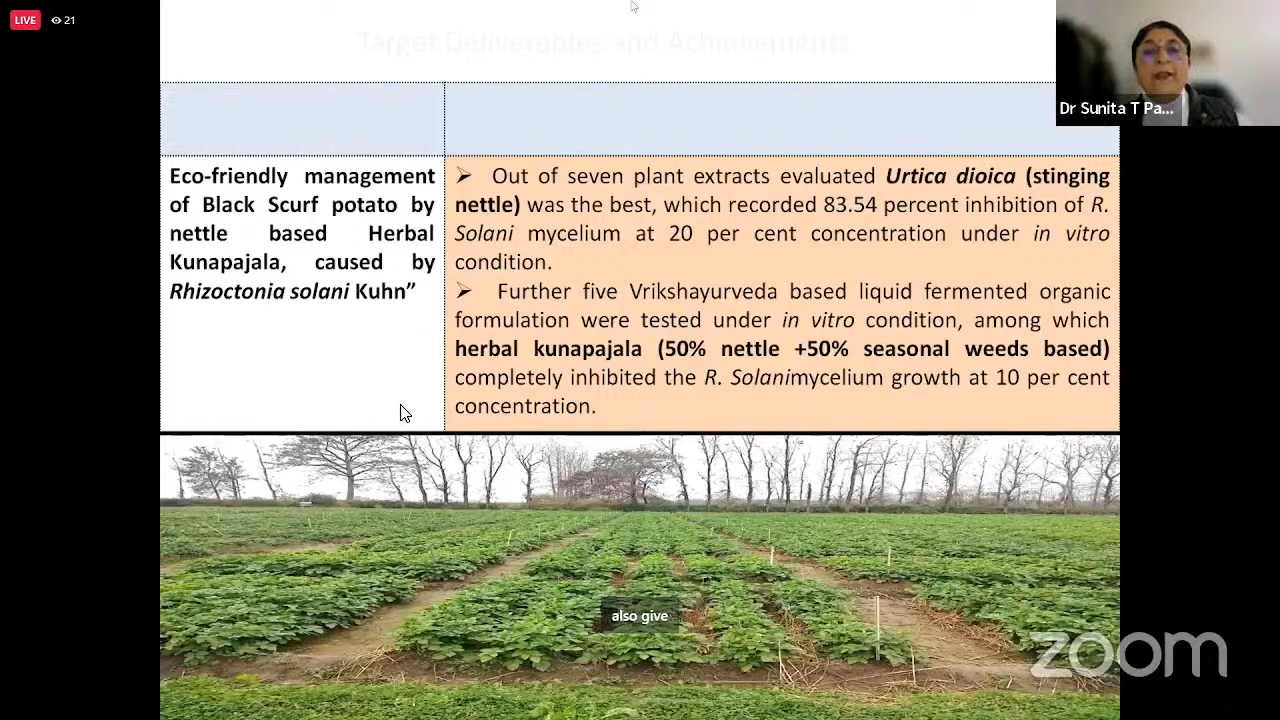 LIVE
21
Target Deliverables and Achievements
Dr Sunita T Pa...
Eco-friendly management
of Black Scurf potato by
nettle based Herbal
Kunapajala, caused by
Rhizoctonia solani Kuhn”
➢ Out of seven plant extracts evaluated Urtica dioica (stinging
nettle) was the best, which recorded 83.54 percent inhibition of R.
Solani mycelium at 20 per cent concentration under in vitro
condition.
➢ Further five Vrikshayurveda based liquid fermented organic
formulation were tested under in vitro condition, among which
herbal kunapajala (50% nettle +50% seasonal weeds based)
completely inhibited the R. Solanimycelium growth at 10 per cent
concentration.
also give
zoom